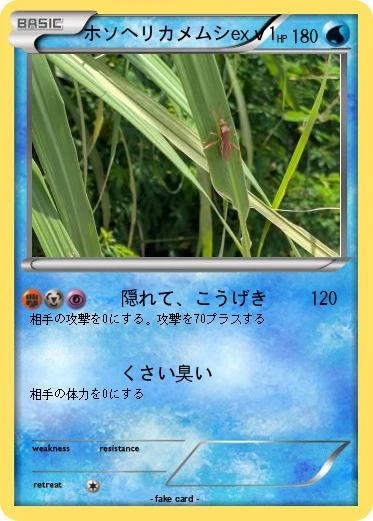 BASIC
ホソヘリカメムシex v 1 HP 180
隠れて、こうげき 120
相手の攻撃を0にする。攻撃を70プラスする
くさい臭い
相手の体力を0にする
weakness resistance
retreat
- fake card -